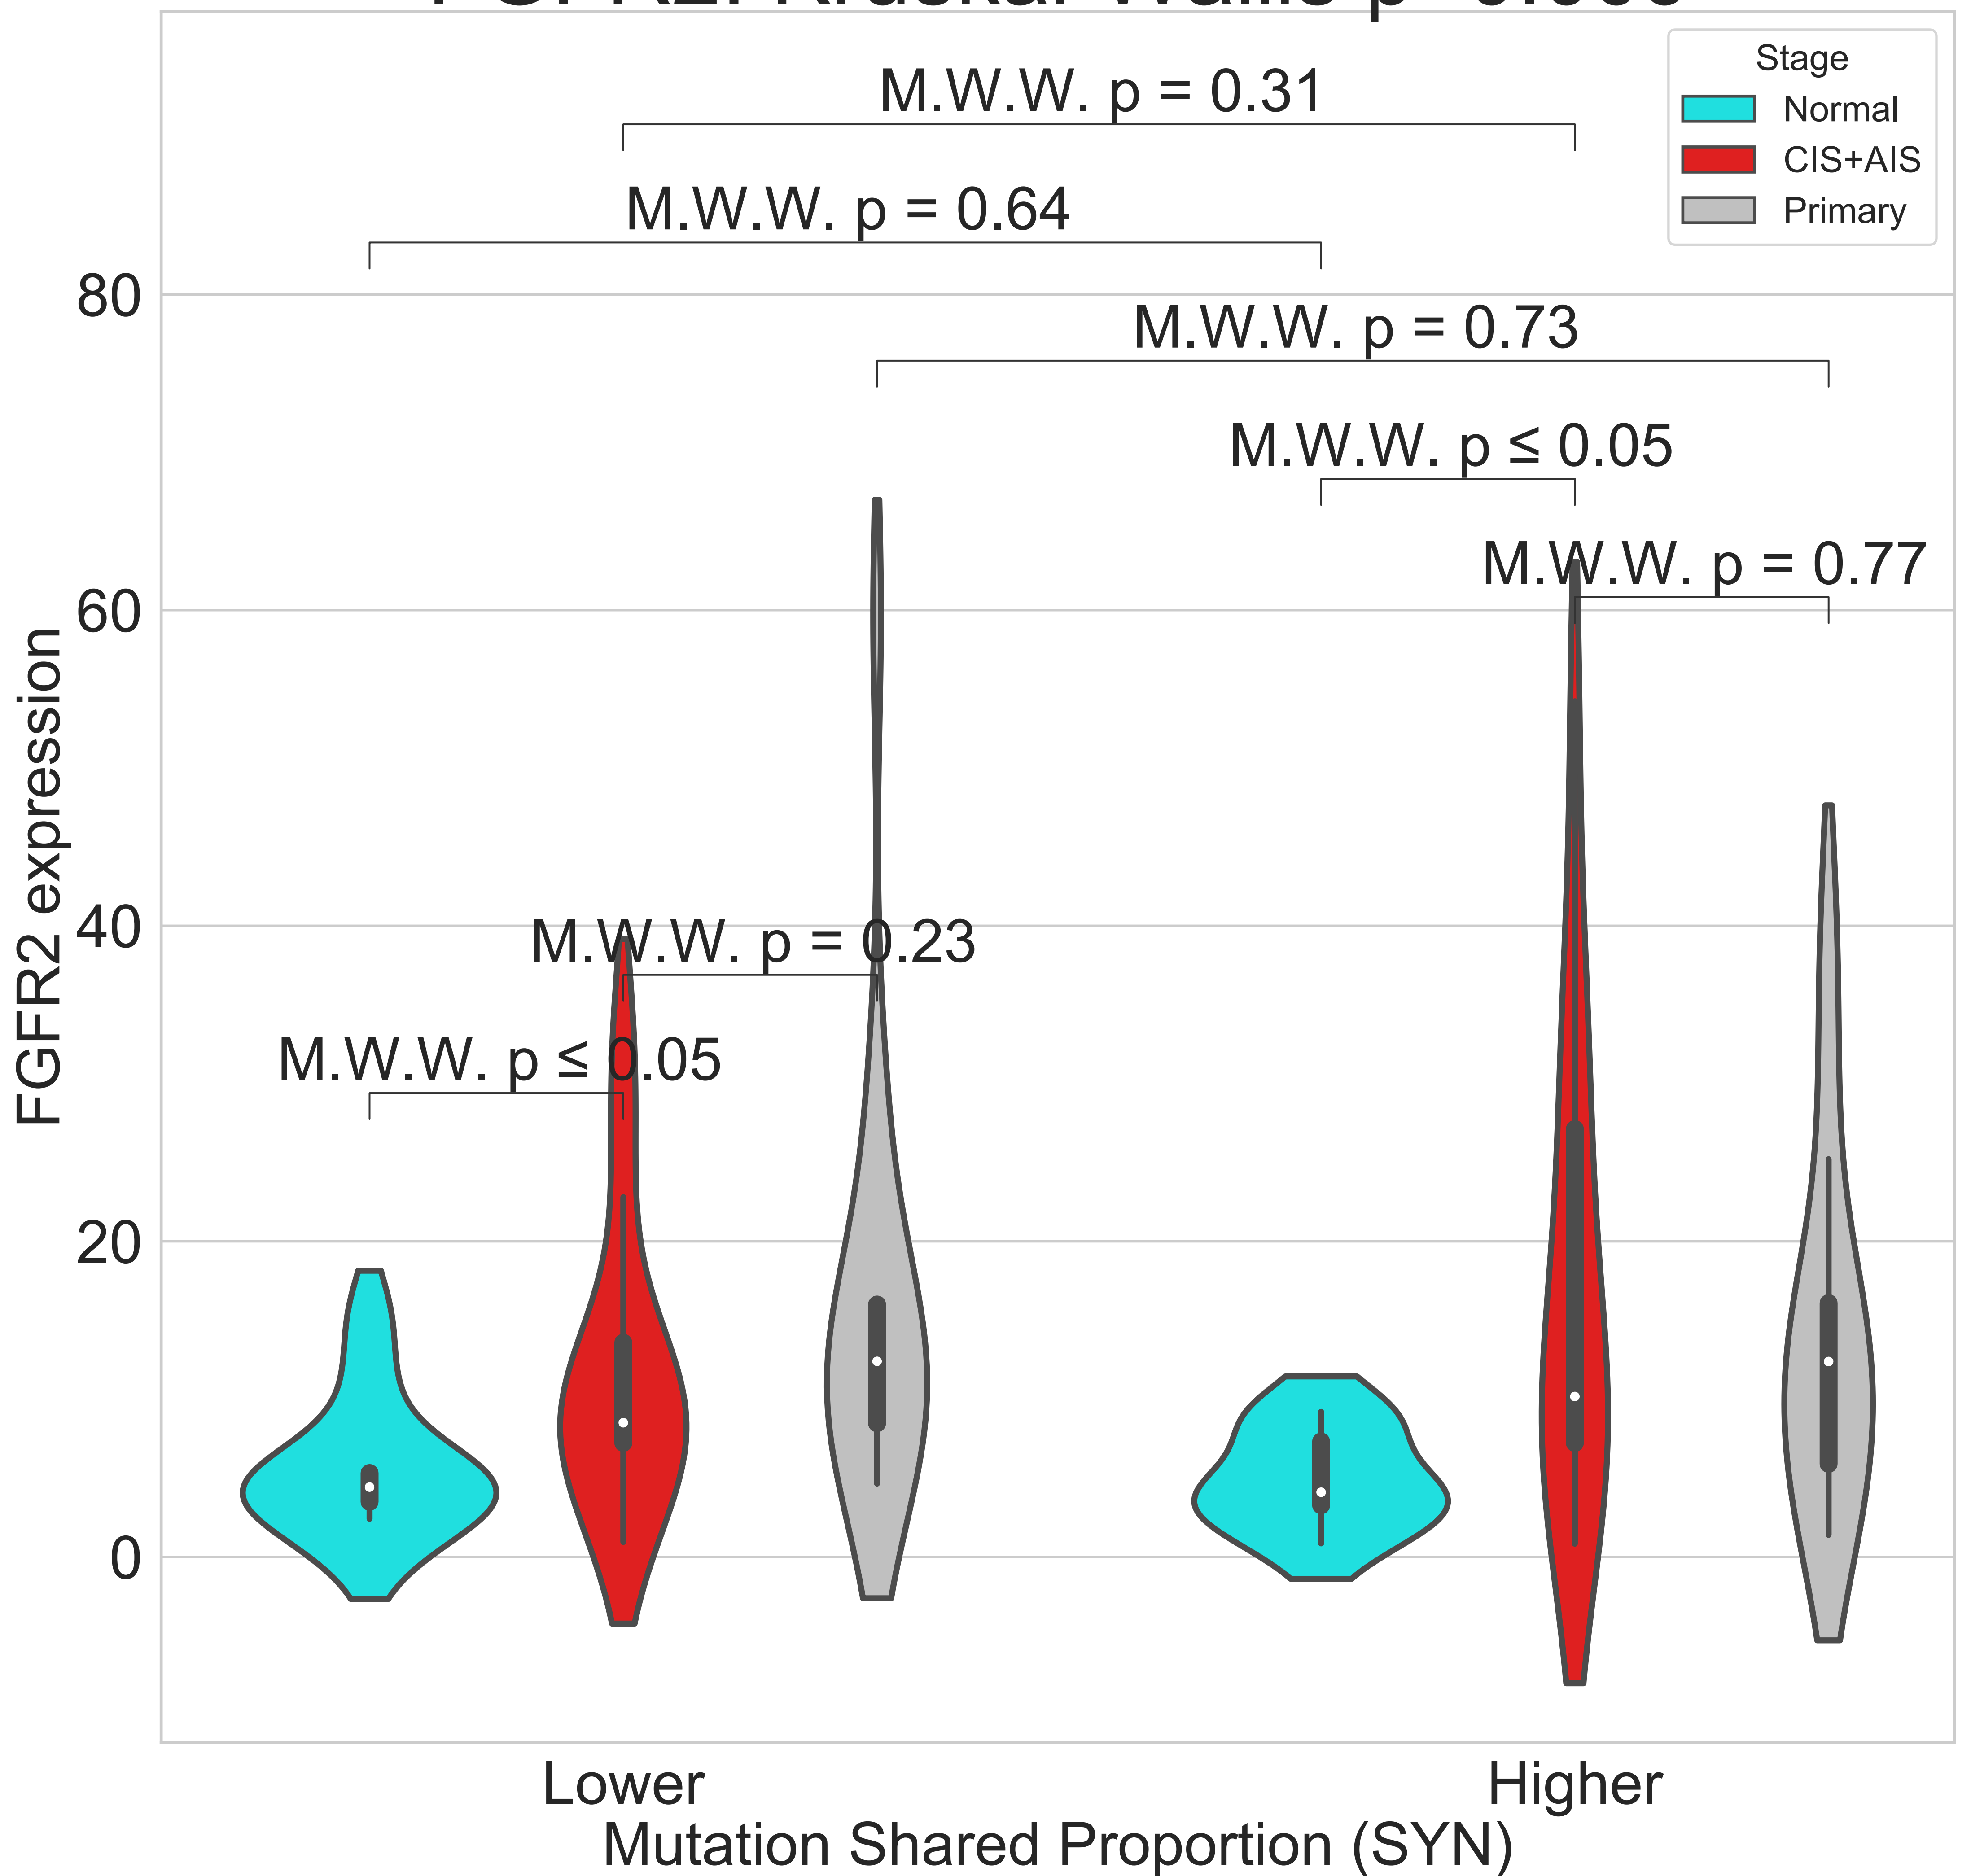 Stage
Normal
CIS+AIS
Primary
M.W.W. p = 0.31
M.W.W. p = 0.64
M.W.W. p = 0.73
M.W.W. p ≤ 0.05
M.W.W. p = 0.77
M.W.W. p = 0.23
M.W.W. p ≤ 0.05
FGFR2 expression
80
60
40
20
0
Lower
Higher
Mutation Shared Proportion (SYN)